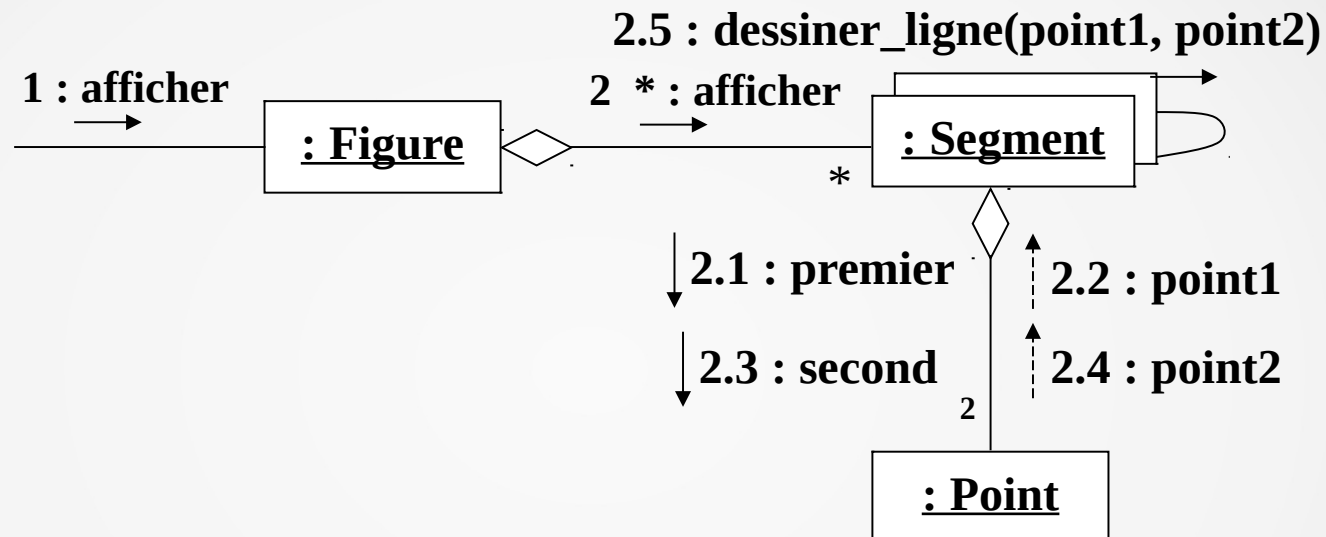 2.5 : dessiner_ligne(point1, point2)
1 : afficher
2 * : afficher
: Figure
: Segment
*
2.1 : premier
2.2 : point1
2.3 : second
2.4 : point2
2
: Point